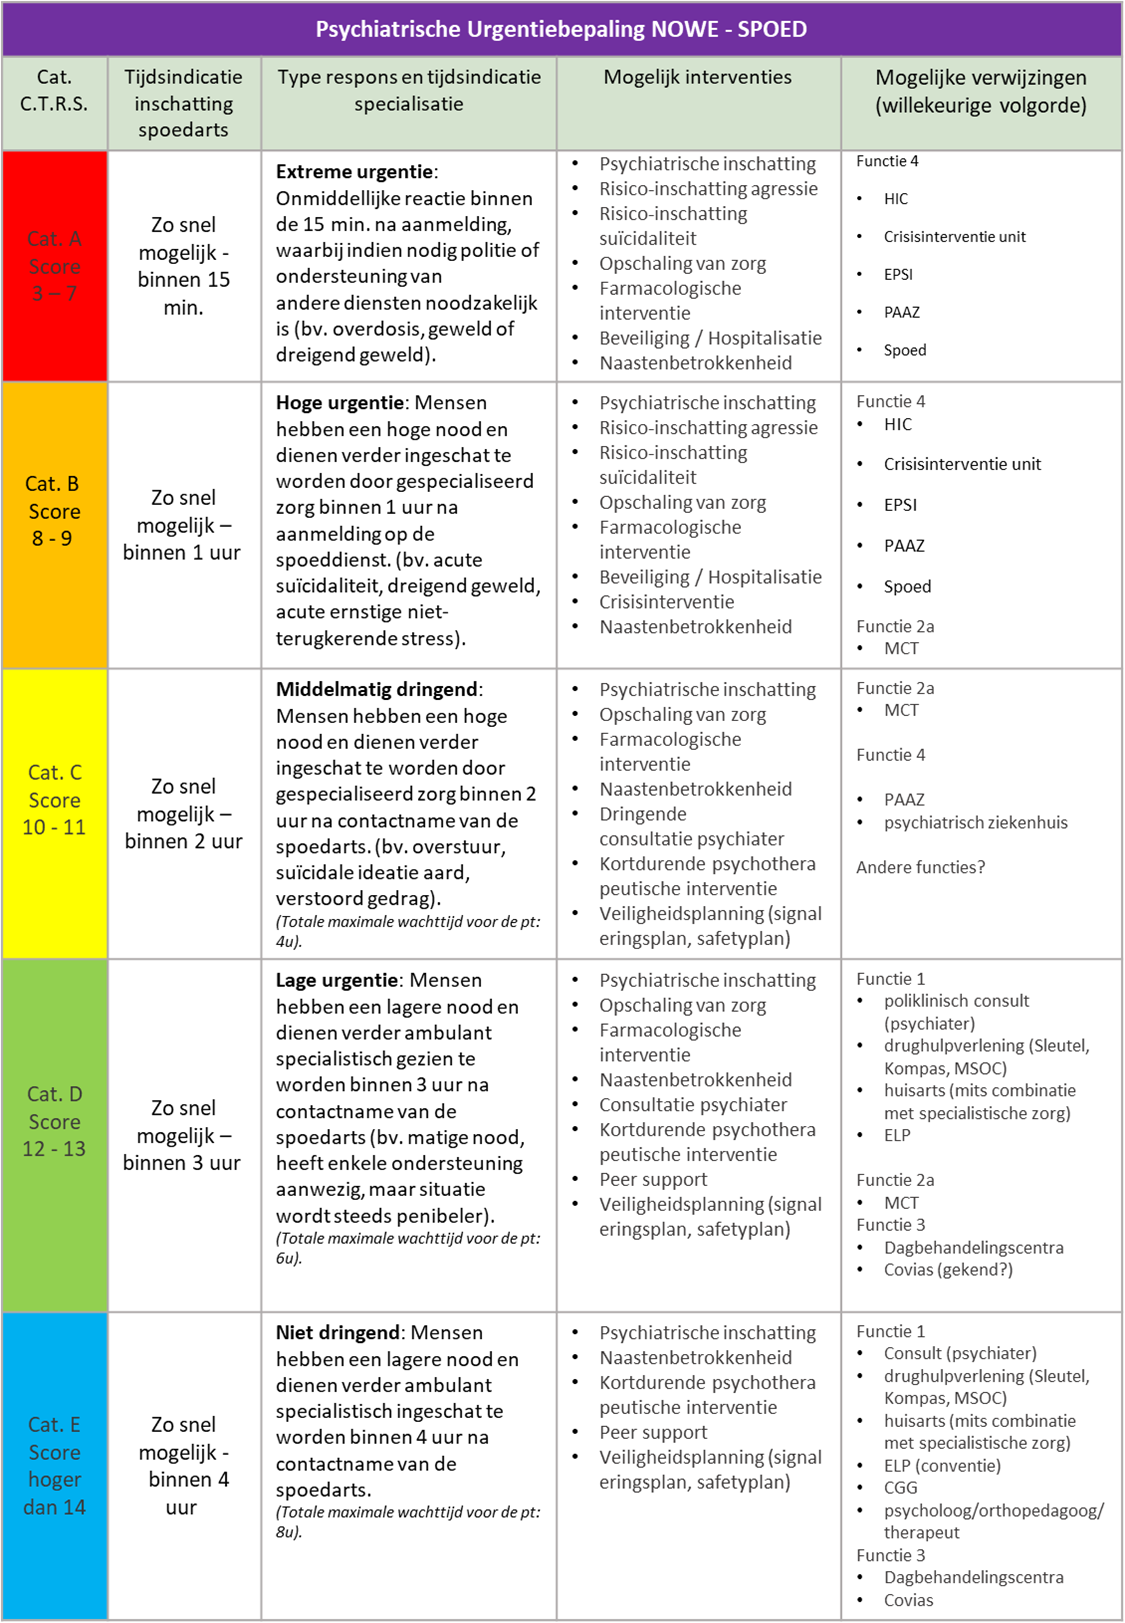 Psychiatrische Urgentiebepaling NOWE - SPOED
Cat.
C.T.R.S.
Tijdsindicatie
inschatting
spoedarts
Type respons en tijdsindicatie
specialisatie
Mogelijk interventies
Mogelijke verwijzingen
(willekeurige volgorde)
Cat. A
Score
3 – 7
Zo snel
mogelijk -
binnen 15
min.
Extreme urgentie:
Onmiddellijke reactie binnen
de 15 min. na aanmelding,
waarbij indien nodig politie of
ondersteuning van
andere diensten noodzakelijk
is (bv. overdosis, geweld of
dreigend geweld).
• Psychiatrische inschatting
• Risico-inschatting agressie
• Risico-inschatting
suïcidaliteit
• Opschaling van zorg
• Farmacologische
interventie
• Beveiliging / Hospitalisatie
• Naastenbetrokkenheid
Functie 4
• HIC
• Crisisinterventie unit
• EPSI
• PAAZ
• Spoed
Cat. B
Score
8 - 9
Zo snel
mogelijk –
binnen 1 uur
Hoge urgentie: Mensen
hebben een hoge nood en
dienen verder ingeschat te
worden door gespecialiseerd
zorg binnen 1 uur na
aanmelding op de
spoeddienst. (bv. acute
suïcidaliteit, dreigend geweld,
acute ernstige niet-
terugkerende stress).
• Psychiatrische inschatting
• Risico-inschatting agressie
• Risico-inschatting
suïcidaliteit
• Opschaling van zorg
• Farmacologische
interventie
• Beveiliging / Hospitalisatie
• Crisisinterventie
• Naastenbetrokkenheid
Functie 4
• HIC
• Crisisinterventie unit
• EPSI
• PAAZ
• Spoed
Functie 2a
• MCT
Cat. C
Score
10 - 11
Zo snel
mogelijk –
binnen 2 uur
Middelmatig dringend:
Mensen hebben een hoge
nood en dienen verder
ingeschat te worden door
gespecialiseerd zorg binnen 2
uur na contactname van de
spoedarts. (bv. overstuur,
suïcidale ideatie aard,
verstoord gedrag).
(Totale maximale wachttijd voor de pt:
4u).
• Psychiatrische inschatting
• Opschaling van zorg
• Farmacologische
interventie
• Naastenbetrokkenheid
• Dringende
consultatie psychiater
• Kortdurende psychothera
peutische interventie
• Veiligheidsplanning (signal
eringsplan, safetyplan)
Functie 2a
• MCT
Functie 4
• PAAZ
• psychiatrisch ziekenhuis
Andere functies?
Cat. D
Score
12 - 13
Zo snel
mogelijk –
binnen 3 uur
Lage urgentie: Mensen
hebben een lagere nood en
dienen verder ambulant
specialistisch gezien te
worden binnen 3 uur na
contactname van de
spoedarts (bv. matige nood,
heeft enkele ondersteuning
aanwezig, maar situatie
wordt steeds penibeler).
(Totale maximale wachttijd voor de pt:
6u).
• Psychiatrische inschatting
• Opschaling van zorg
• Farmacologische
interventie
• Naastenbetrokkenheid
• Consultatie psychiater
• Kortdurende psychothera
peutische interventie
• Peer support
• Veiligheidsplanning (signal
eringsplan, safetyplan)
Functie 1
• poliklinisch consult
(psychiater)
• drughulpverlening (Sleutel,
Kompas, MSOC)
• huisarts (mits combinatie
met specialistische zorg)
• ELP
Functie 2a
• MCT
Functie 3
• Dagbehandelingscentra
• Covias (gekend?)
Cat. E
Score
hoger
dan 14
Zo snel
mogelijk -
binnen 4
uur
Niet dringend: Mensen
hebben een lagere nood en
dienen verder ambulant
specialistisch ingeschat te
worden binnen 4 uur na
contactname van de
spoedarts.
(Totale maximale wachttijd voor de pt:
8u).
• Psychiatrische inschatting
• Naastenbetrokkenheid
• Kortdurende psychothera
peutische interventie
• Peer support
• Veiligheidsplanning (signal
eringsplan, safetyplan)
Functie 1
• Consult (psychiater)
• drughulpverlening (Sleutel,
Kompas, MSOC)
• huisarts (mits combinatie
met specialistische zorg)
• ELP (conventie)
• CGG
• psycholoog/orthopedagoog/
therapeut
Functie 3
• Dagbehandelingscentra
• Covias